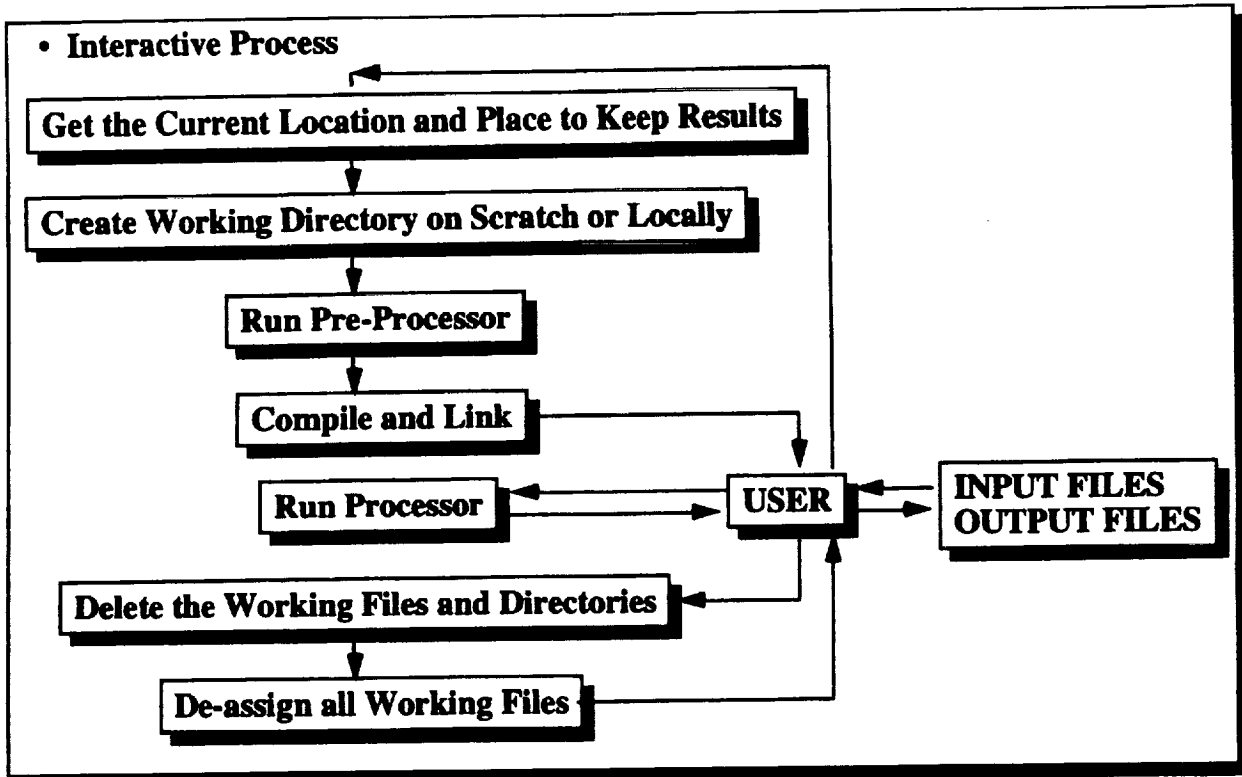 • Interactive Process
Get the Current Location and Place to Keep Results
Create Working Directory on Scratch or Locally
Run Pre-Processor
Compile and Link
Run Processor
USER
INPUT FILES
OUTPUT FILES
Delete the Working Files and Directories
De-assign all Working Files